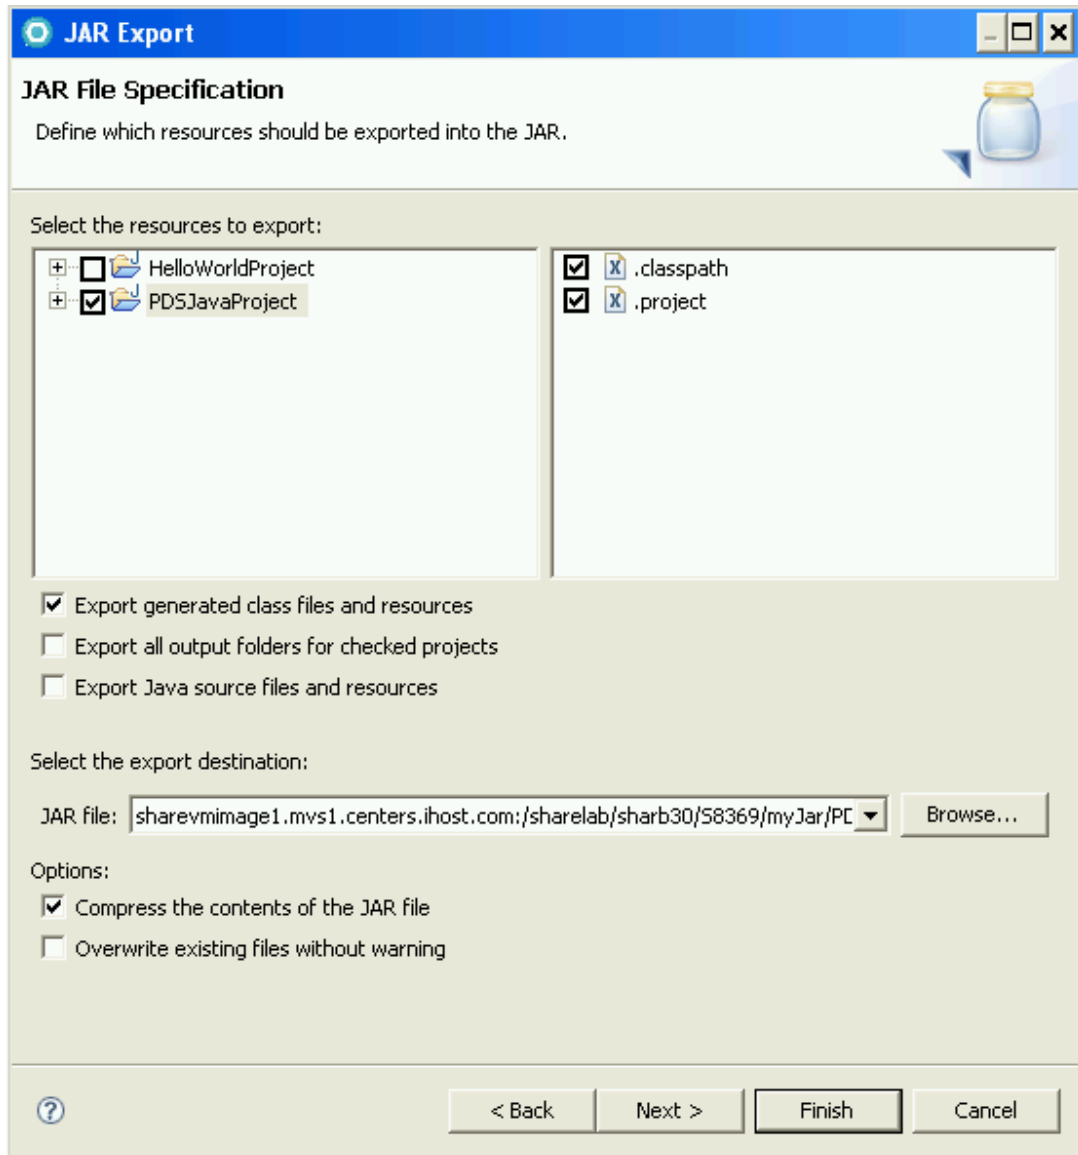 JAR Export
JAR File Specification
Define which resources should be exported into the JAR.
Select the resources to export:
HelloWorldProject
PDSJavaProject
.classpath
.project
Export generated class files and resources
Export all output folders for checked projects
Export Java source files and resources
Select the export destination:
JAR file: sharevmimage1.mvs1.centers.ihost.com:/sharelab/sharb30/S8369/myJar/PD Browse...
Options:
Compress the contents of the JAR file
Overwrite existing files without warning
< Back Next > Finish Cancel